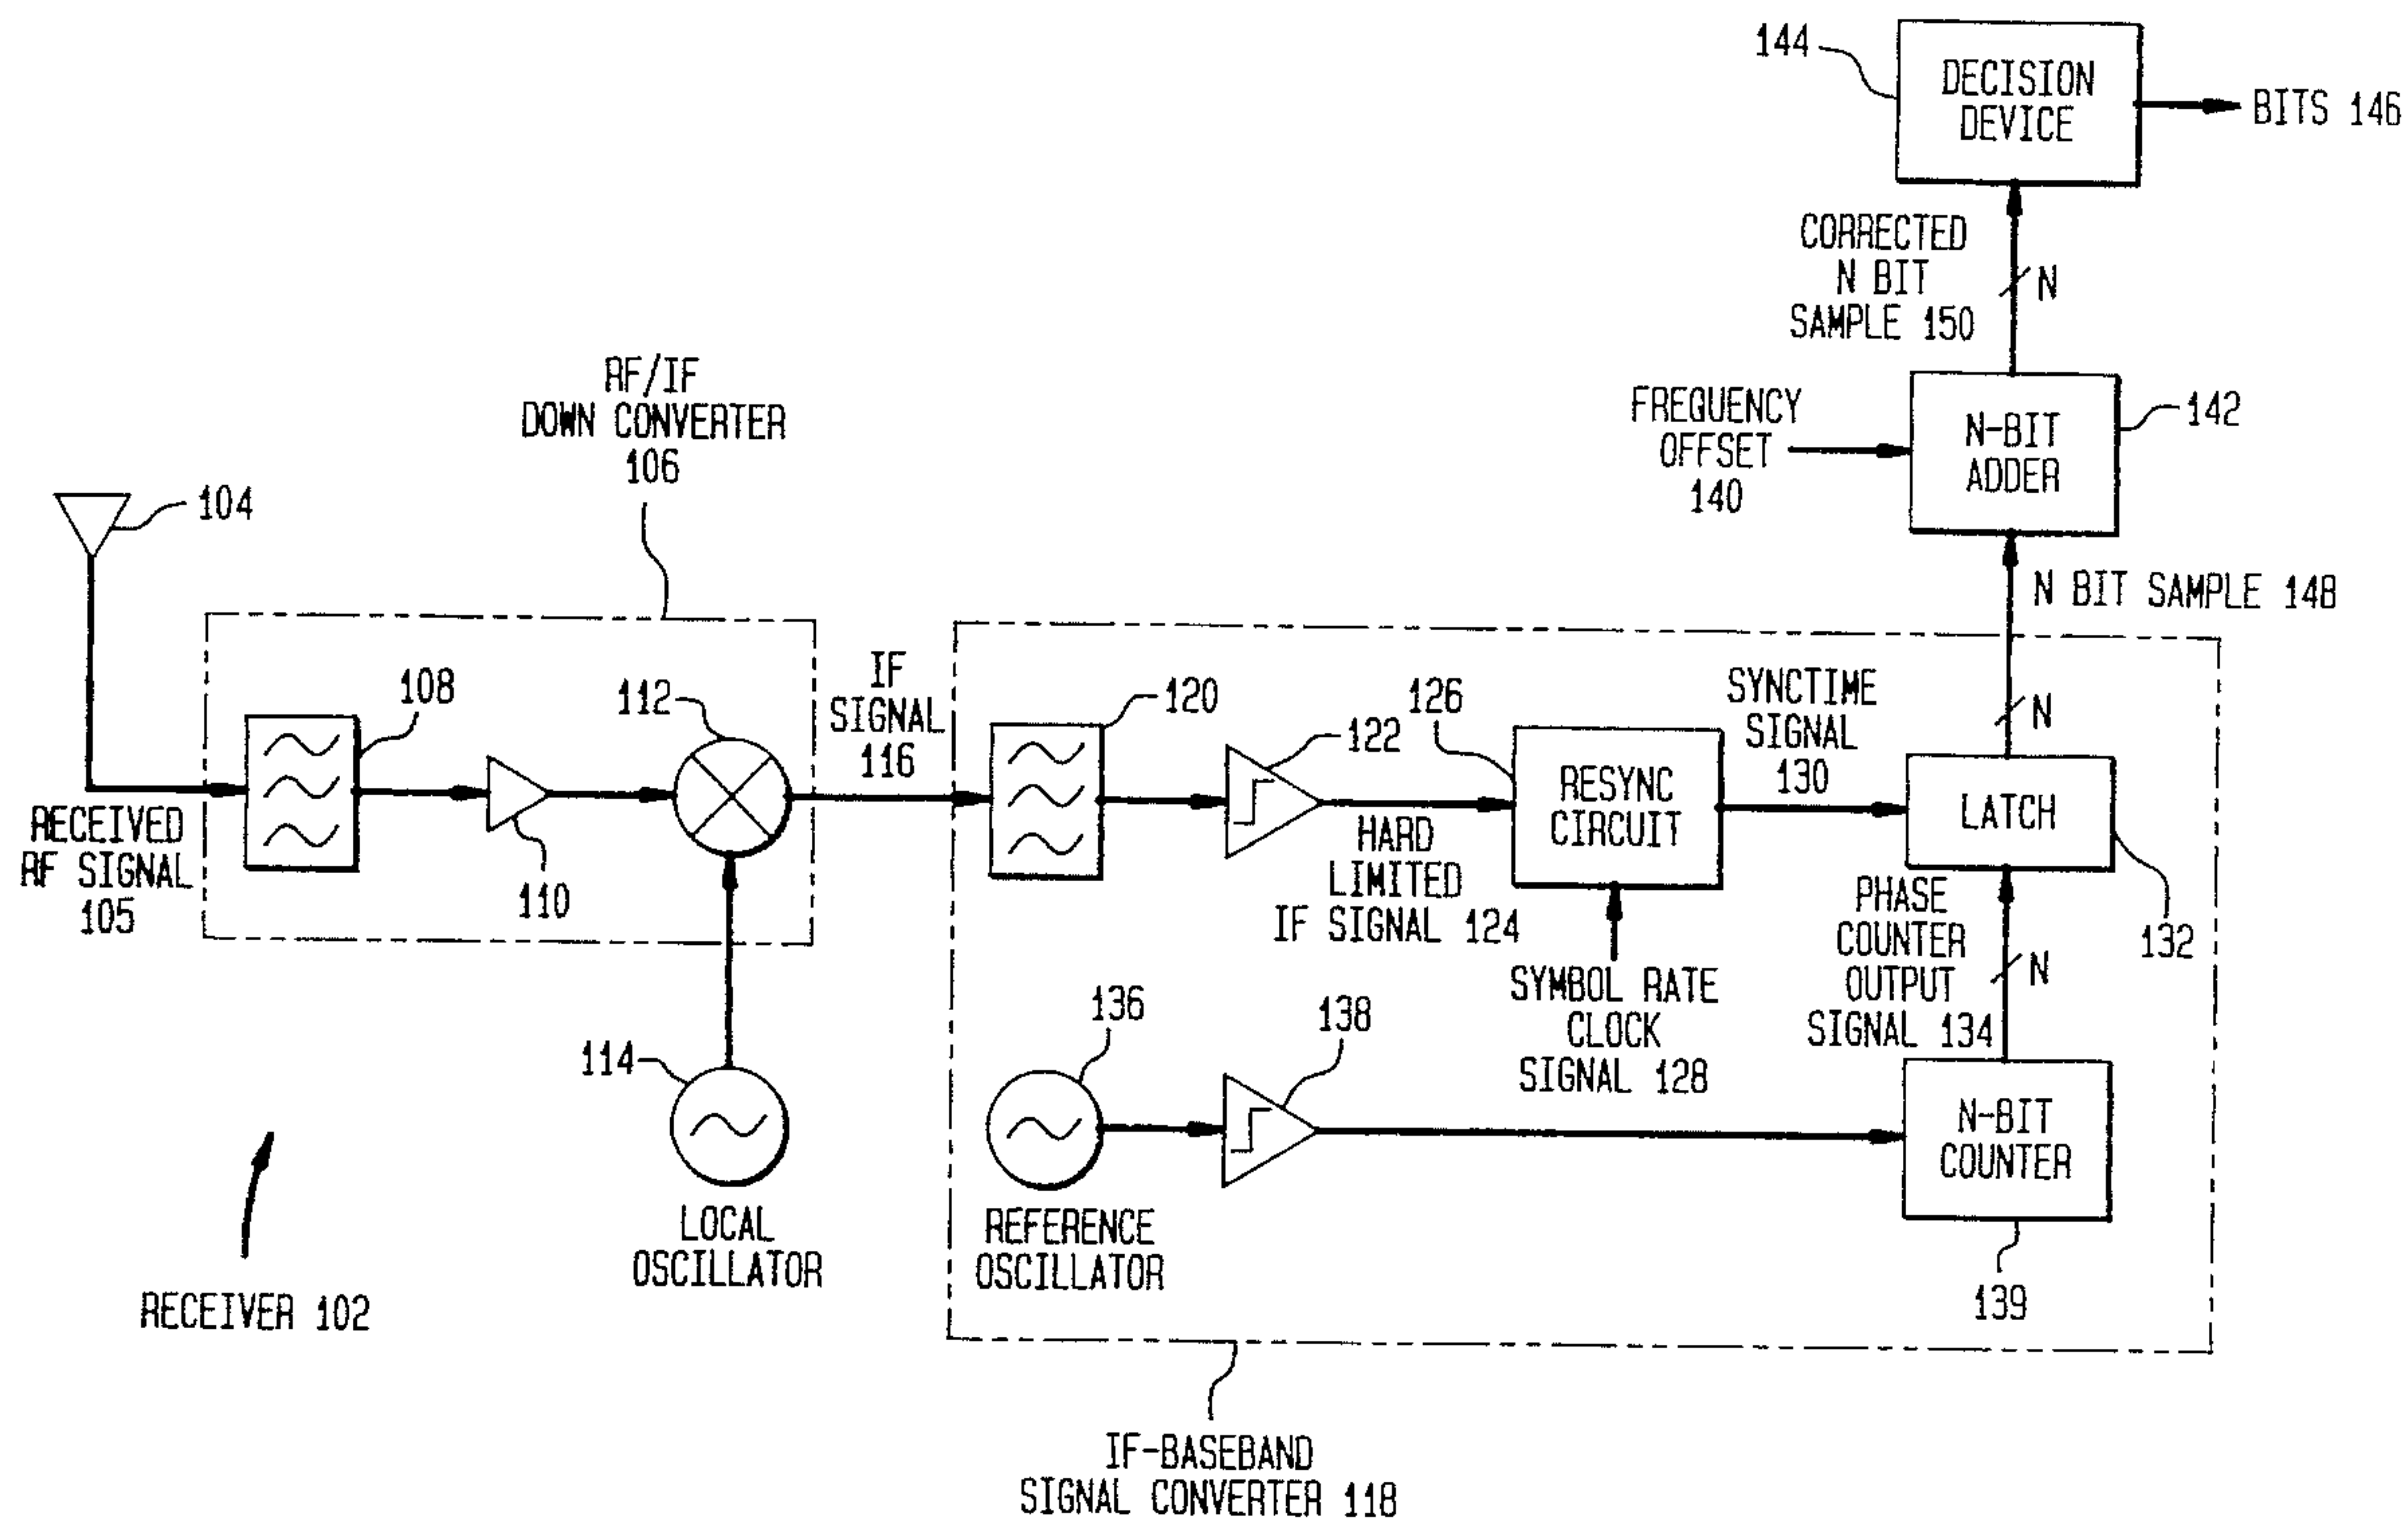 144
DECISION
DEVICE
BITS 146
CORRECTED
N BIT
SAMPLE 150
N
FREQUENCY
OFFSET
140
N-BIT
ADDER
142
N BIT SAMPLE 148
RF/IF
DOWN CONVERTER
106
104
RECEIVED
RF SIGNAL
105
108
110
112
114
LOCAL
OSCILLATOR
IF
SIGNAL
116
120
122
HARD
LIMITED
IF SIGNAL 124
126
RESYNC
CIRCUIT
SYMBOL RATE
CLOCK
SIGNAL 128
SYNCTIME
SIGNAL
130
N
LATCH
132
PHASE
COUNTER
OUTPUT
SIGNAL 134
N
136
REFERENCE
OSCILLATOR
138
N-BIT
COUNTER
139
RECEIVER 102
IF-BASEBAND
SIGNAL CONVERTER 118